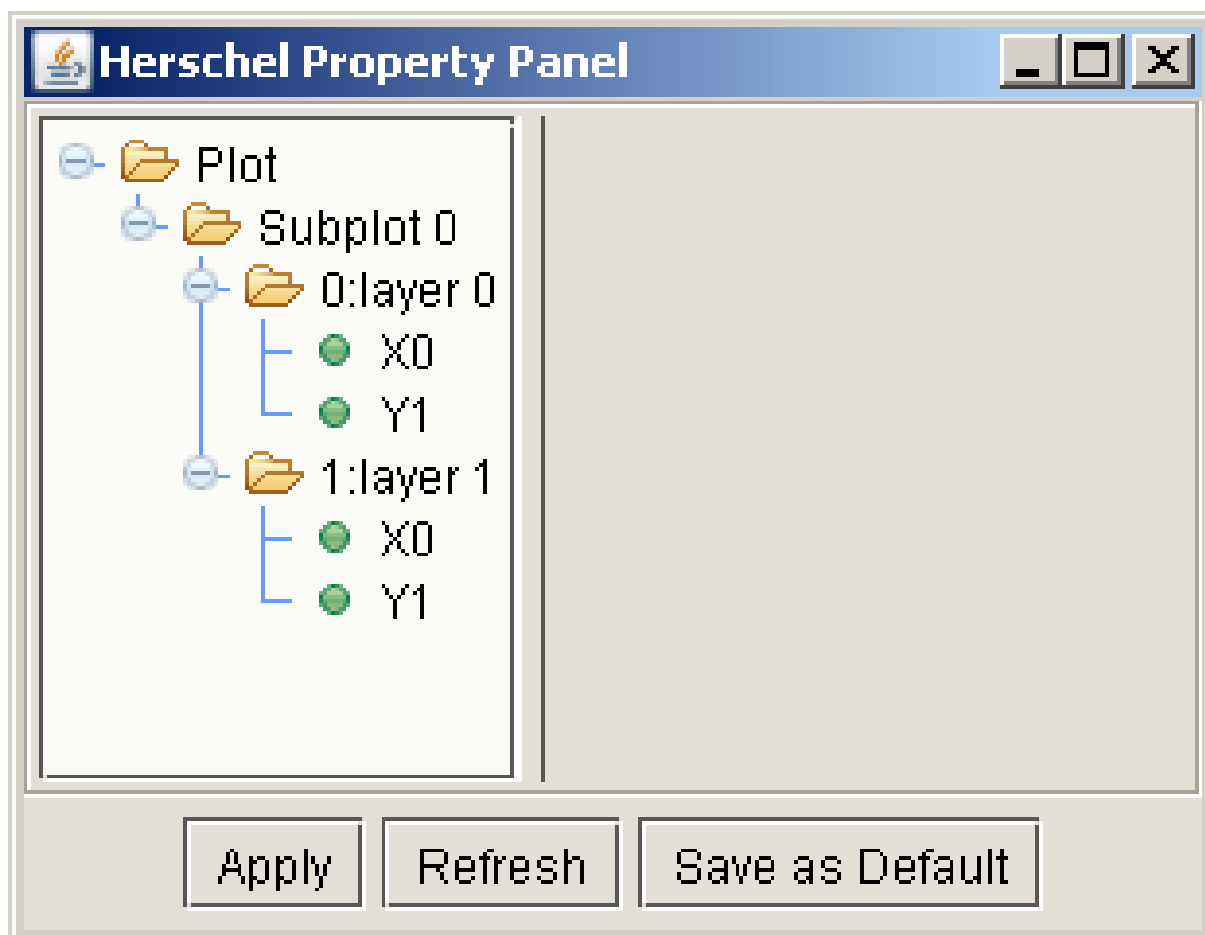 Herschel Property Panel
Plot
Subplot 0
0:layer 0
X0
Y1
1:layer 1
X0
Y1
Apply Refresh Save as Default